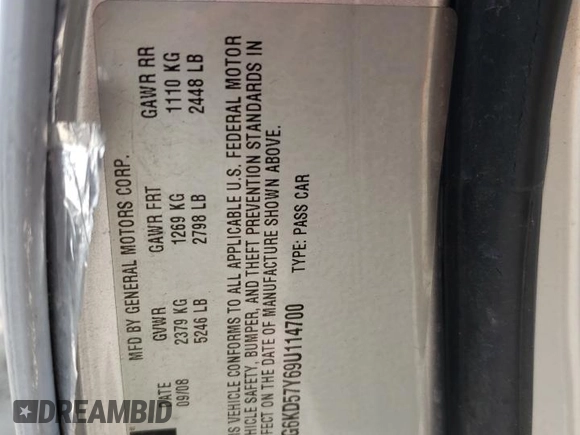 MFD BY GENERAL MOTORS CORP.
DATE GVWR GAWR FRT GAWR RR
09/08 2379 KG 1269 KG 1110 KG
5246 LB 2798 LB 2448 LB
VEHICLE CONFORMS TO ALL APPLICABLE U.S. FEDERAL MOTOR
SAFETY, BUMPER, AND THEFT PREVENTION STANDARDS IN
EFFECT ON THE DATE OF MANUFACTURE SHOWN ABOVE.
G6KD57Y69U114700 TYPE: PASS CAR
DREAMBID